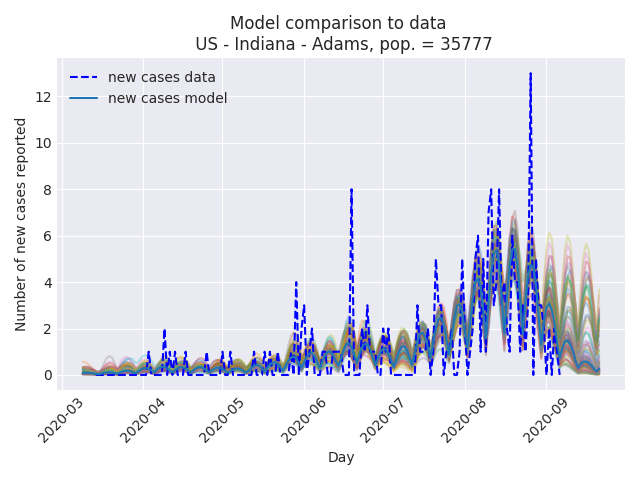 Model comparison to data
US - Indiana - Adams, pop. = 35777
new cases data
new cases model
Number of new cases reported
12
10
8
6
4
2
0
2020-03
2020-04
2020-05
2020-06
2020-07
2020-08
2020-09
Day